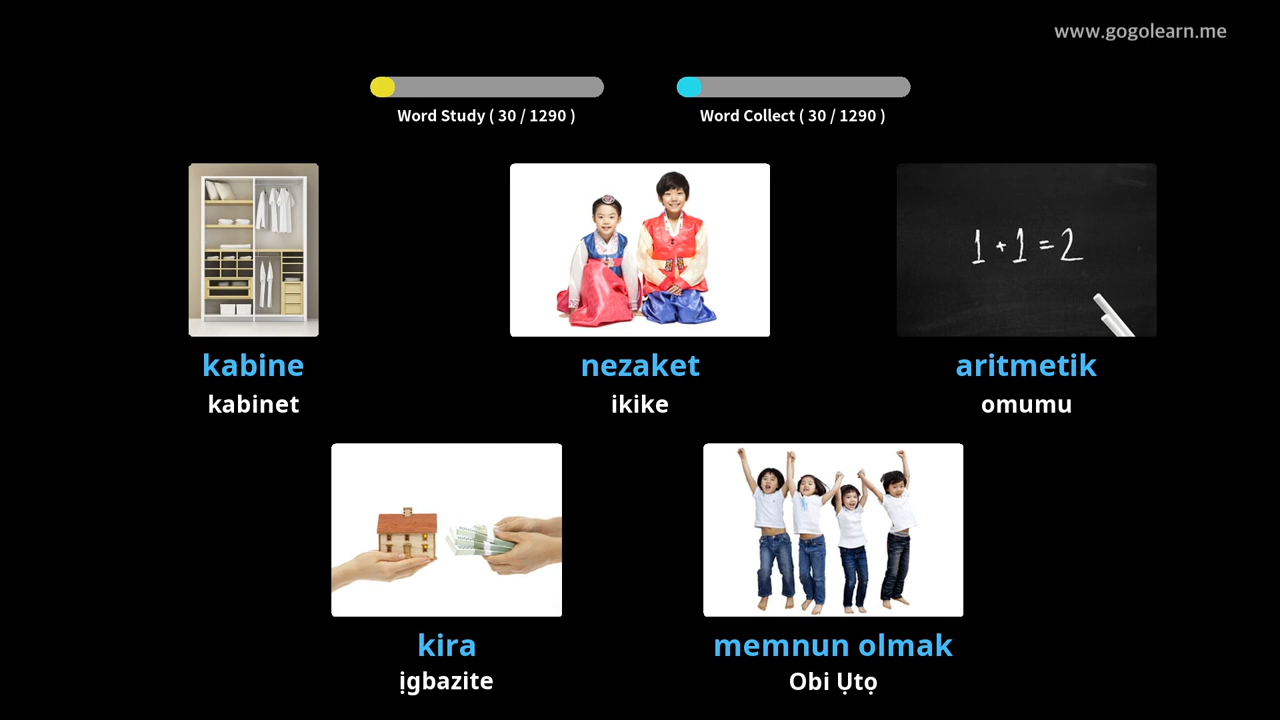 www.gogolearn.me
Word Study ( 30 / 1290 )
Word Collect ( 30 / 1290 )
kabine
kabinet
nezaket
ikike
1 + 1 = 2
aritmetik
omumu
kira
ịgbazite
memnun olmak
Obi Ụtọ